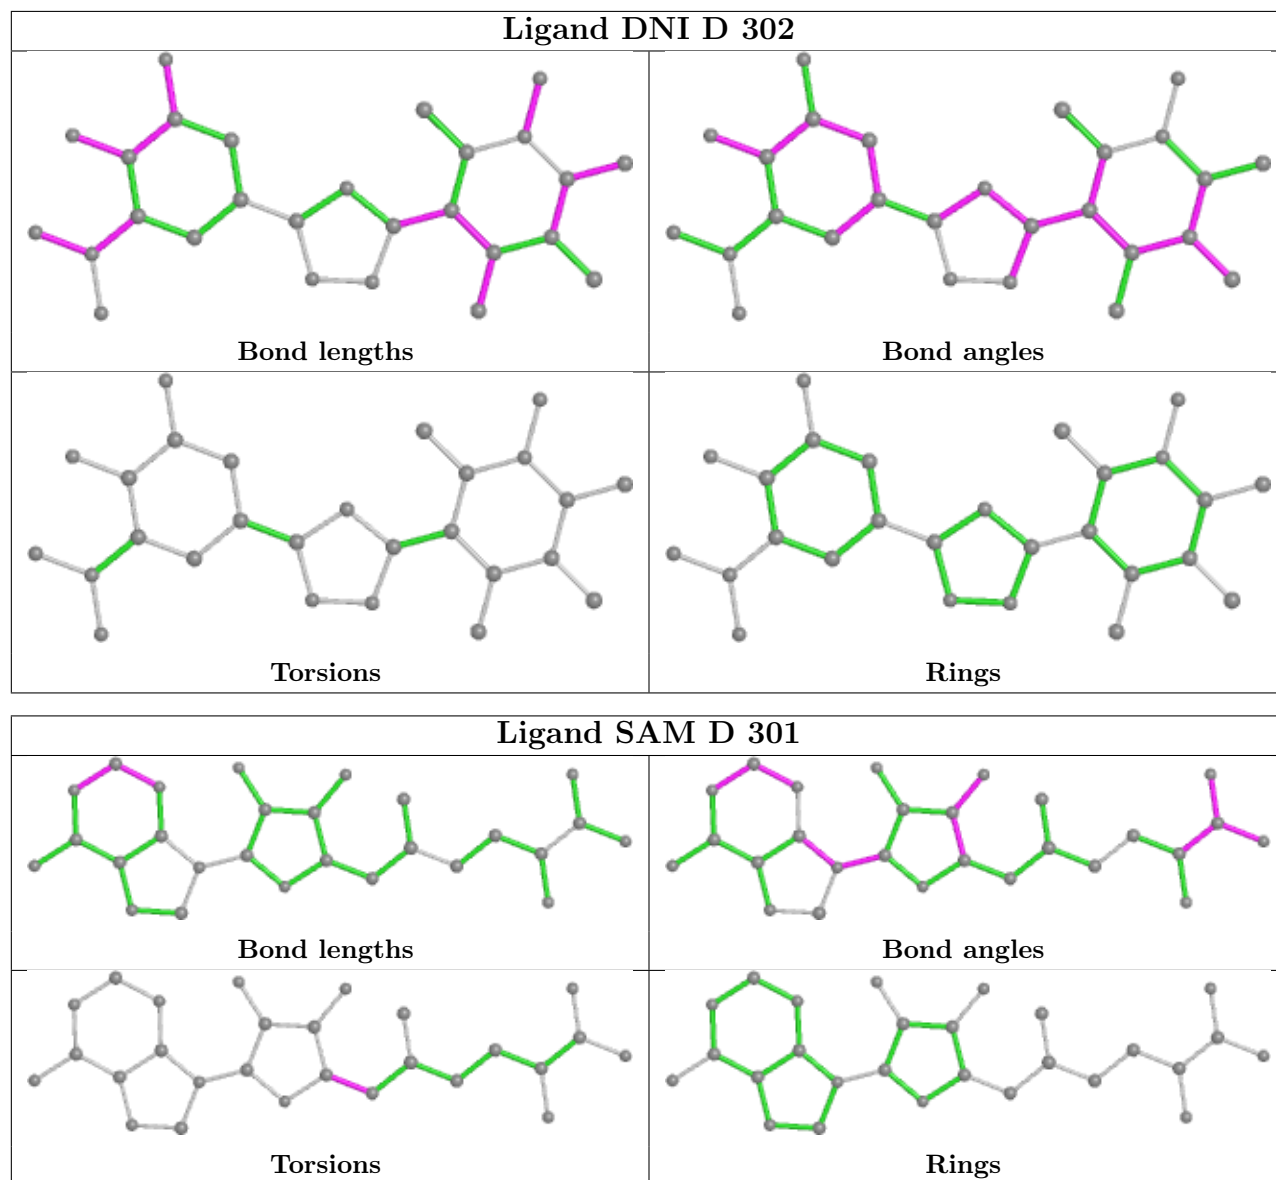 Ligand DNI D 302
Bond lengths
Bond angles
Torsions
Rings
Ligand SAM D 301
Bond lengths
Bond angles
Torsions
Rings